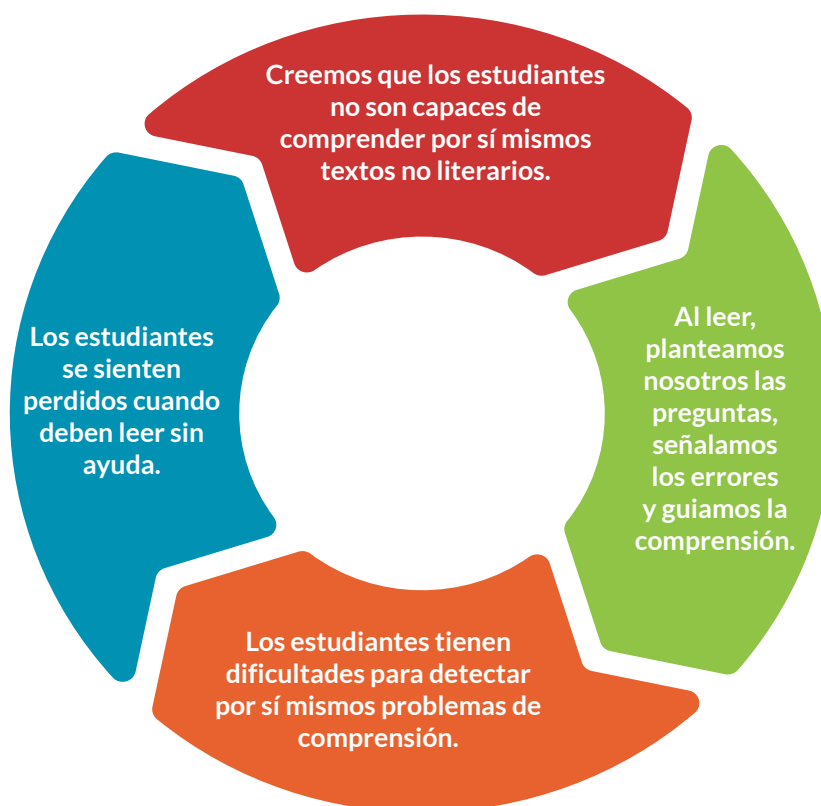 Creemos que los estudiantes
no son capaces de
comprender por sí mismos
textos no literarios.
Al leer,
planteamos
nosotros las
preguntas,
señalamos
los errores
y guiamos la
comprensión.
Los estudiantes tienen
dificultades para detectar
por sí mismos problemas de
comprensión.
Los estudiantes
se sienten
perdidos cuando
deben leer sin
ayuda.